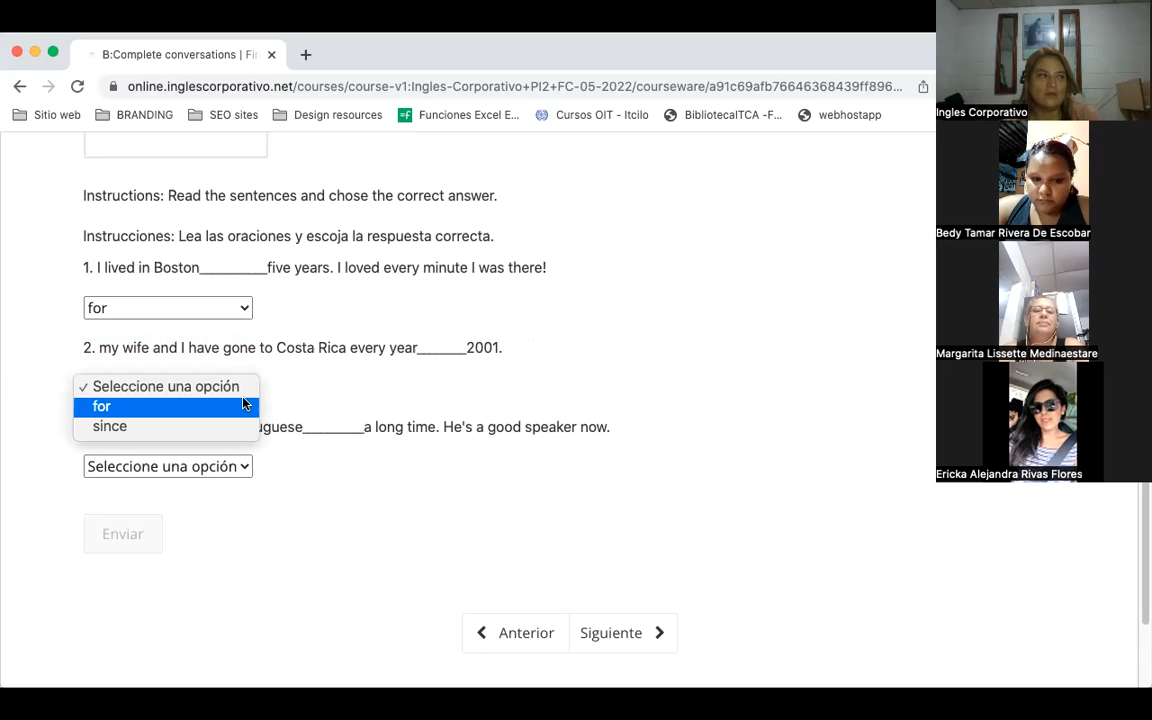 B:Complete conversations | Fin
online.inglescorporativo.net/courses/course-v1:Ingles-Corporativo+PI2+FC-05-2022/courseware/a91c69afb76646368439ff896...
Sitio web
BRANDING
SEO sites
Design resources
Funciones Excel E...
Cursos OIT - Itcilo
BibliotecalTCA -F...
webhostapp
Instructions: Read the sentences and chose the correct answer.
Instrucciones: Lea las oraciones y escoja la respuesta correcta.
1. I lived in Boston__________five years. I loved every minute I was there!
for
2. my wife and I have gone to Costa Rica every year_______2001.
✓ Seleccione una opción
for
since
uguese_________a long time. He's a good speaker now.
Seleccione una opción
Enviar
Anterior
Siguiente
Ingles Corporativo
Bedy Tamar Rivera De Escobar
Margarita Lissette Medinaestare
Ericka Alejandra Rivas Flores